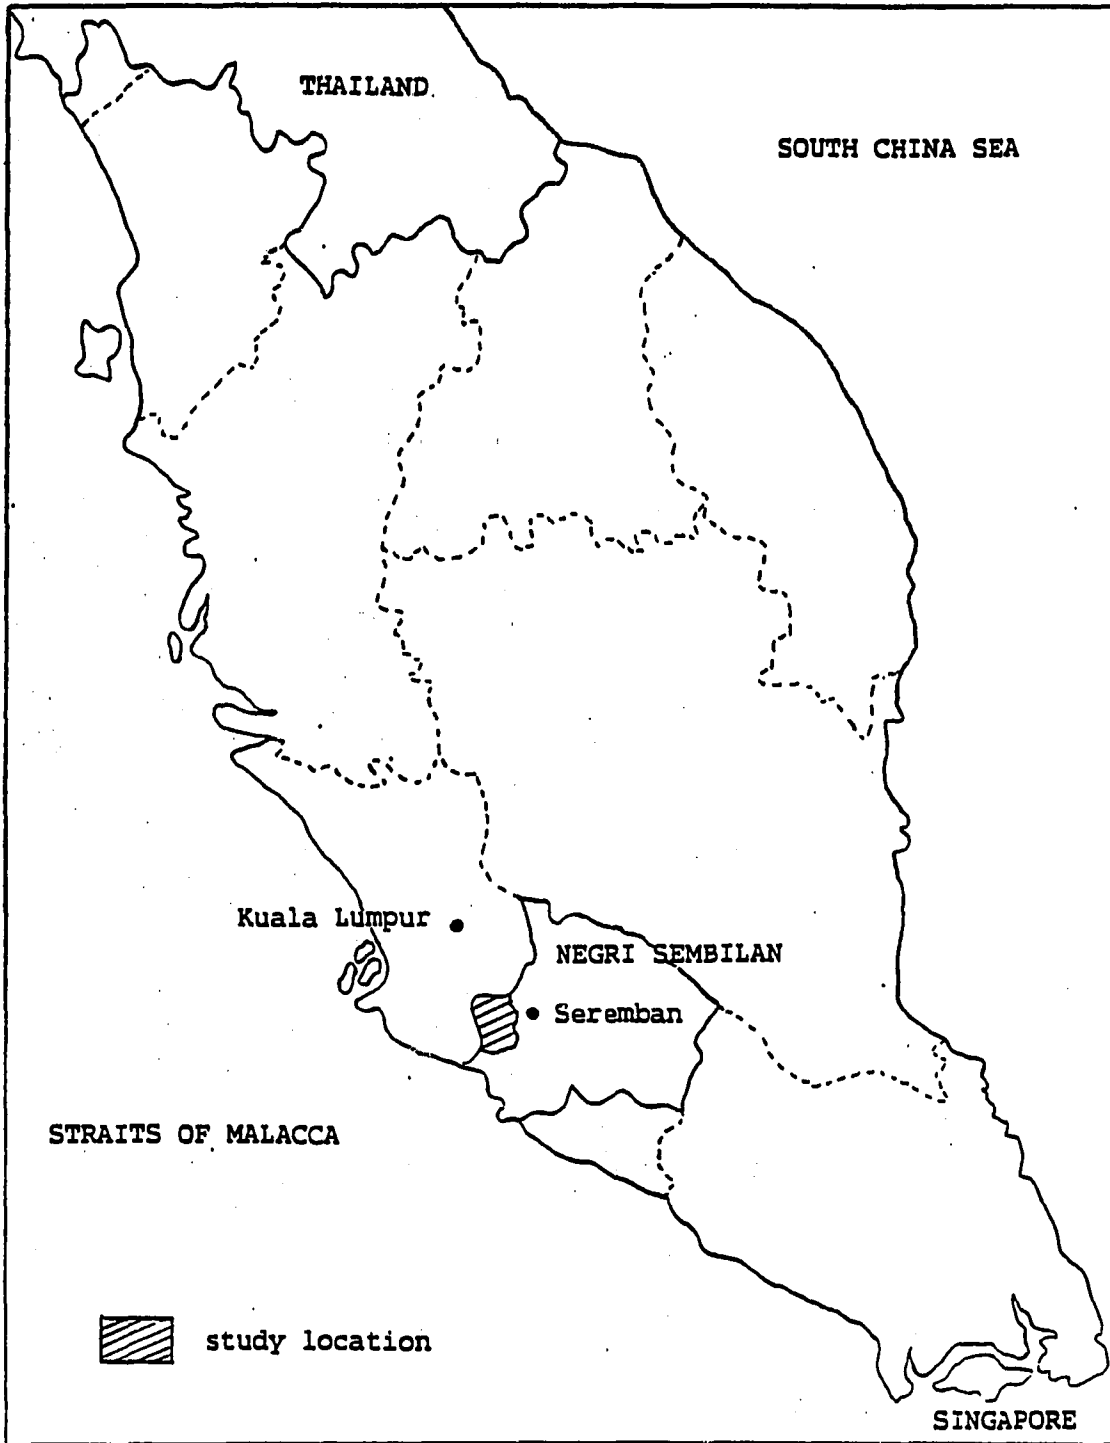 THAILAND
SOUTH CHINA SEA
Kuala Lumpur
NEGRI SEMBILAN
Seremban
STRAITS OF MALACCA
study location
SINGAPORE